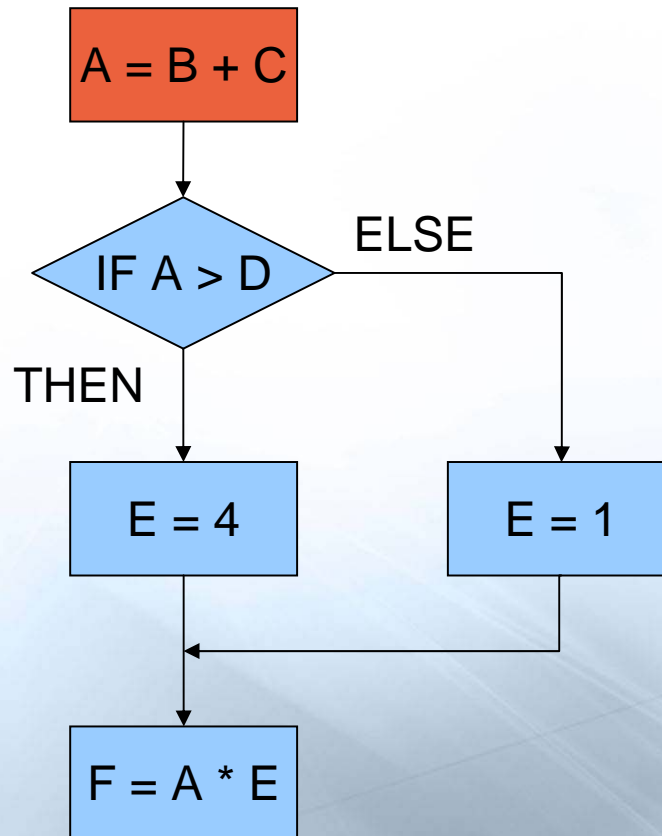 A = B + C
IF A > D
ELSE
THEN
E = 4
E = 1
F = A * E